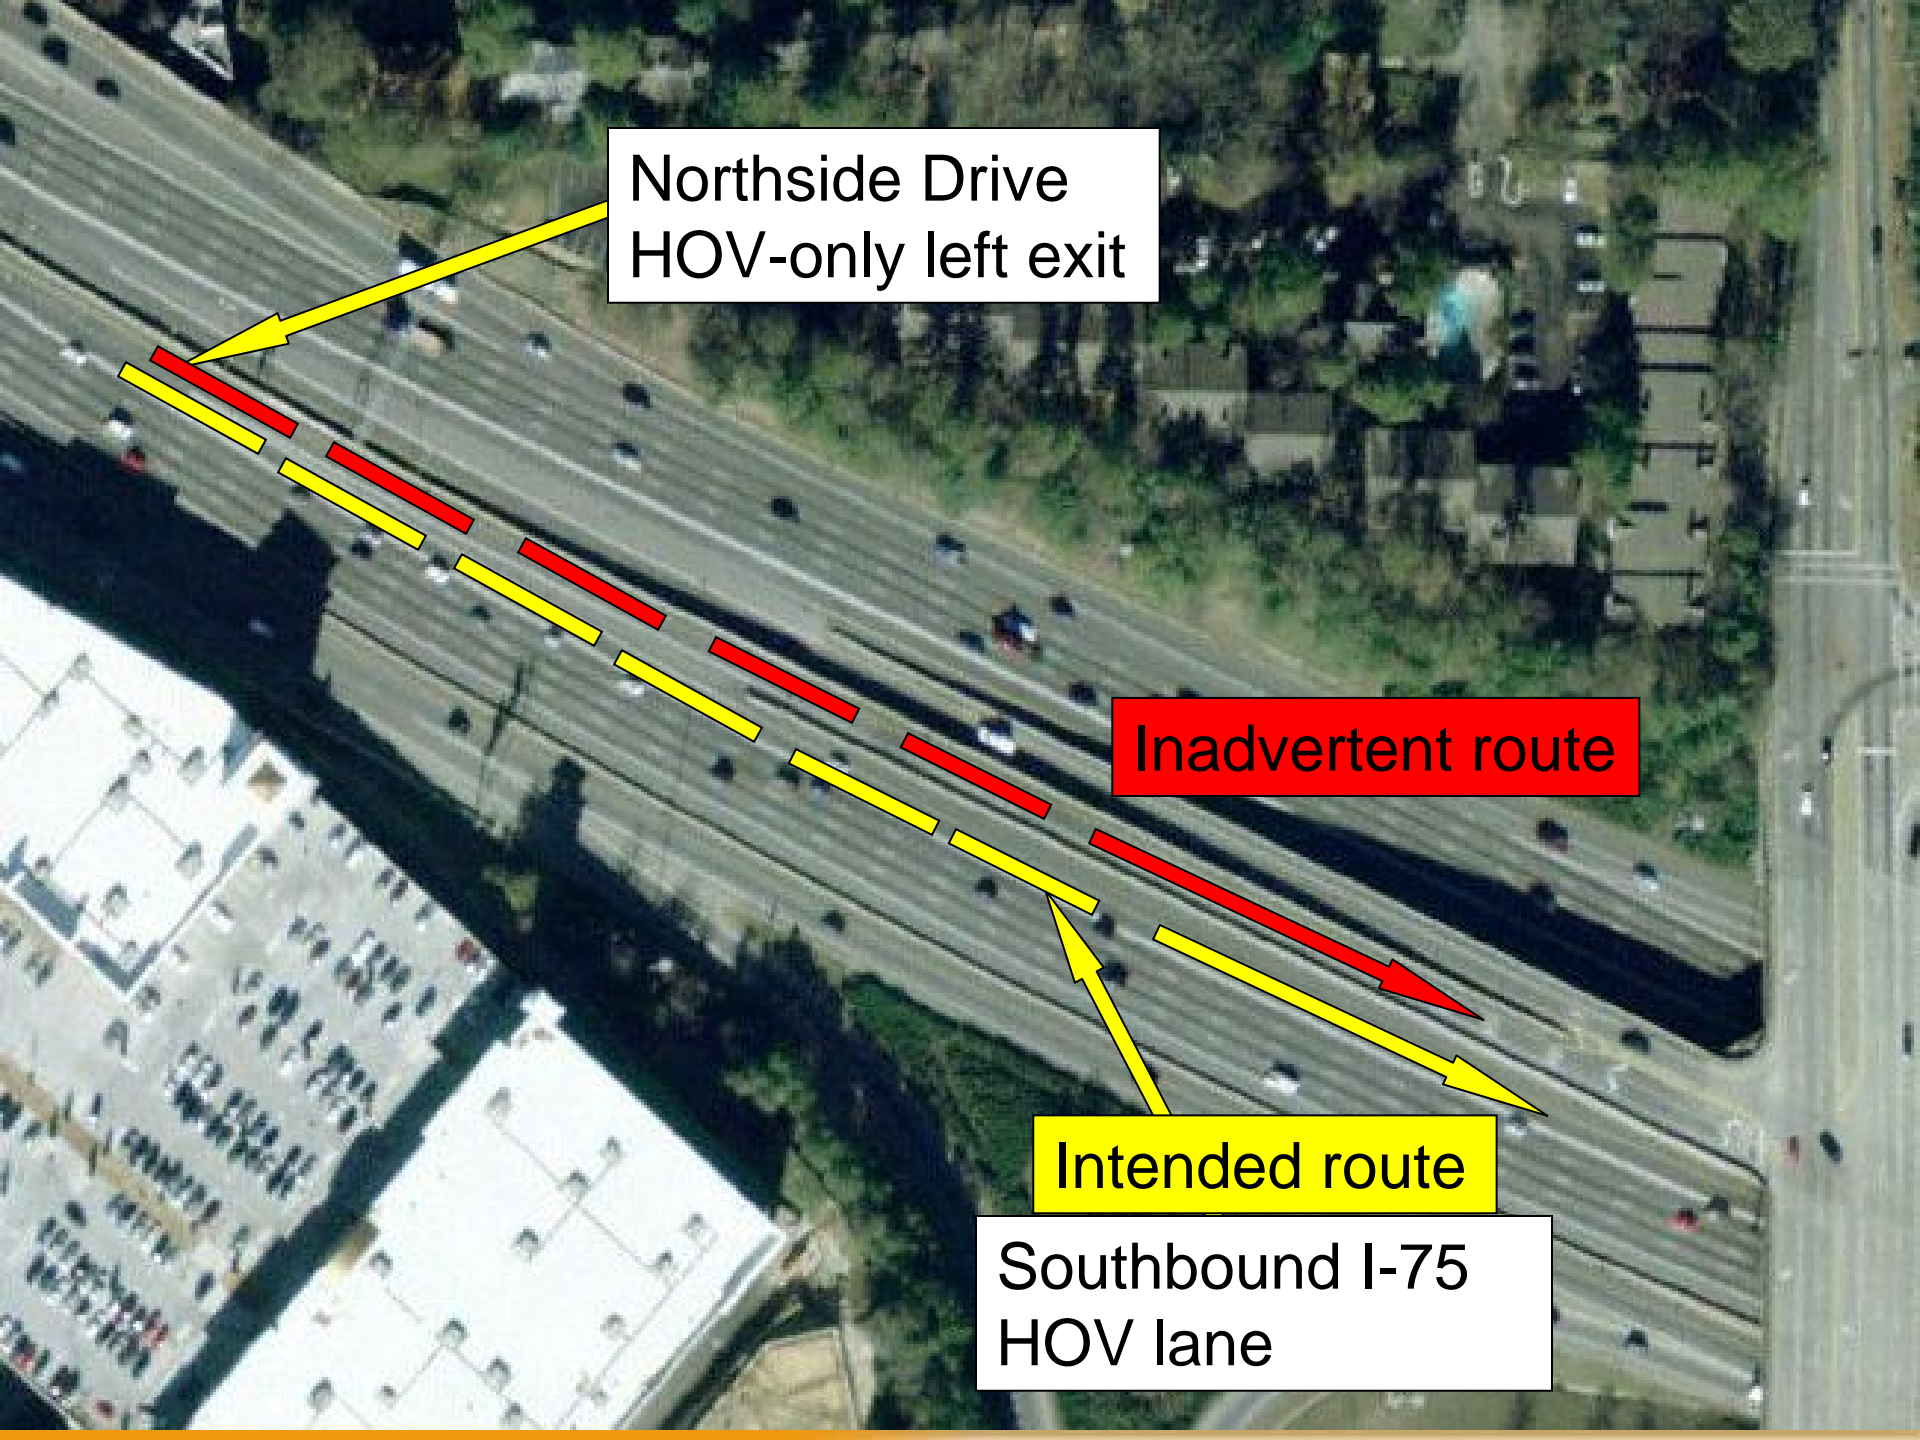 Northside Drive
HOV-only left exit
Inadvertent route
Intended route
Southbound I-75
HOV lane